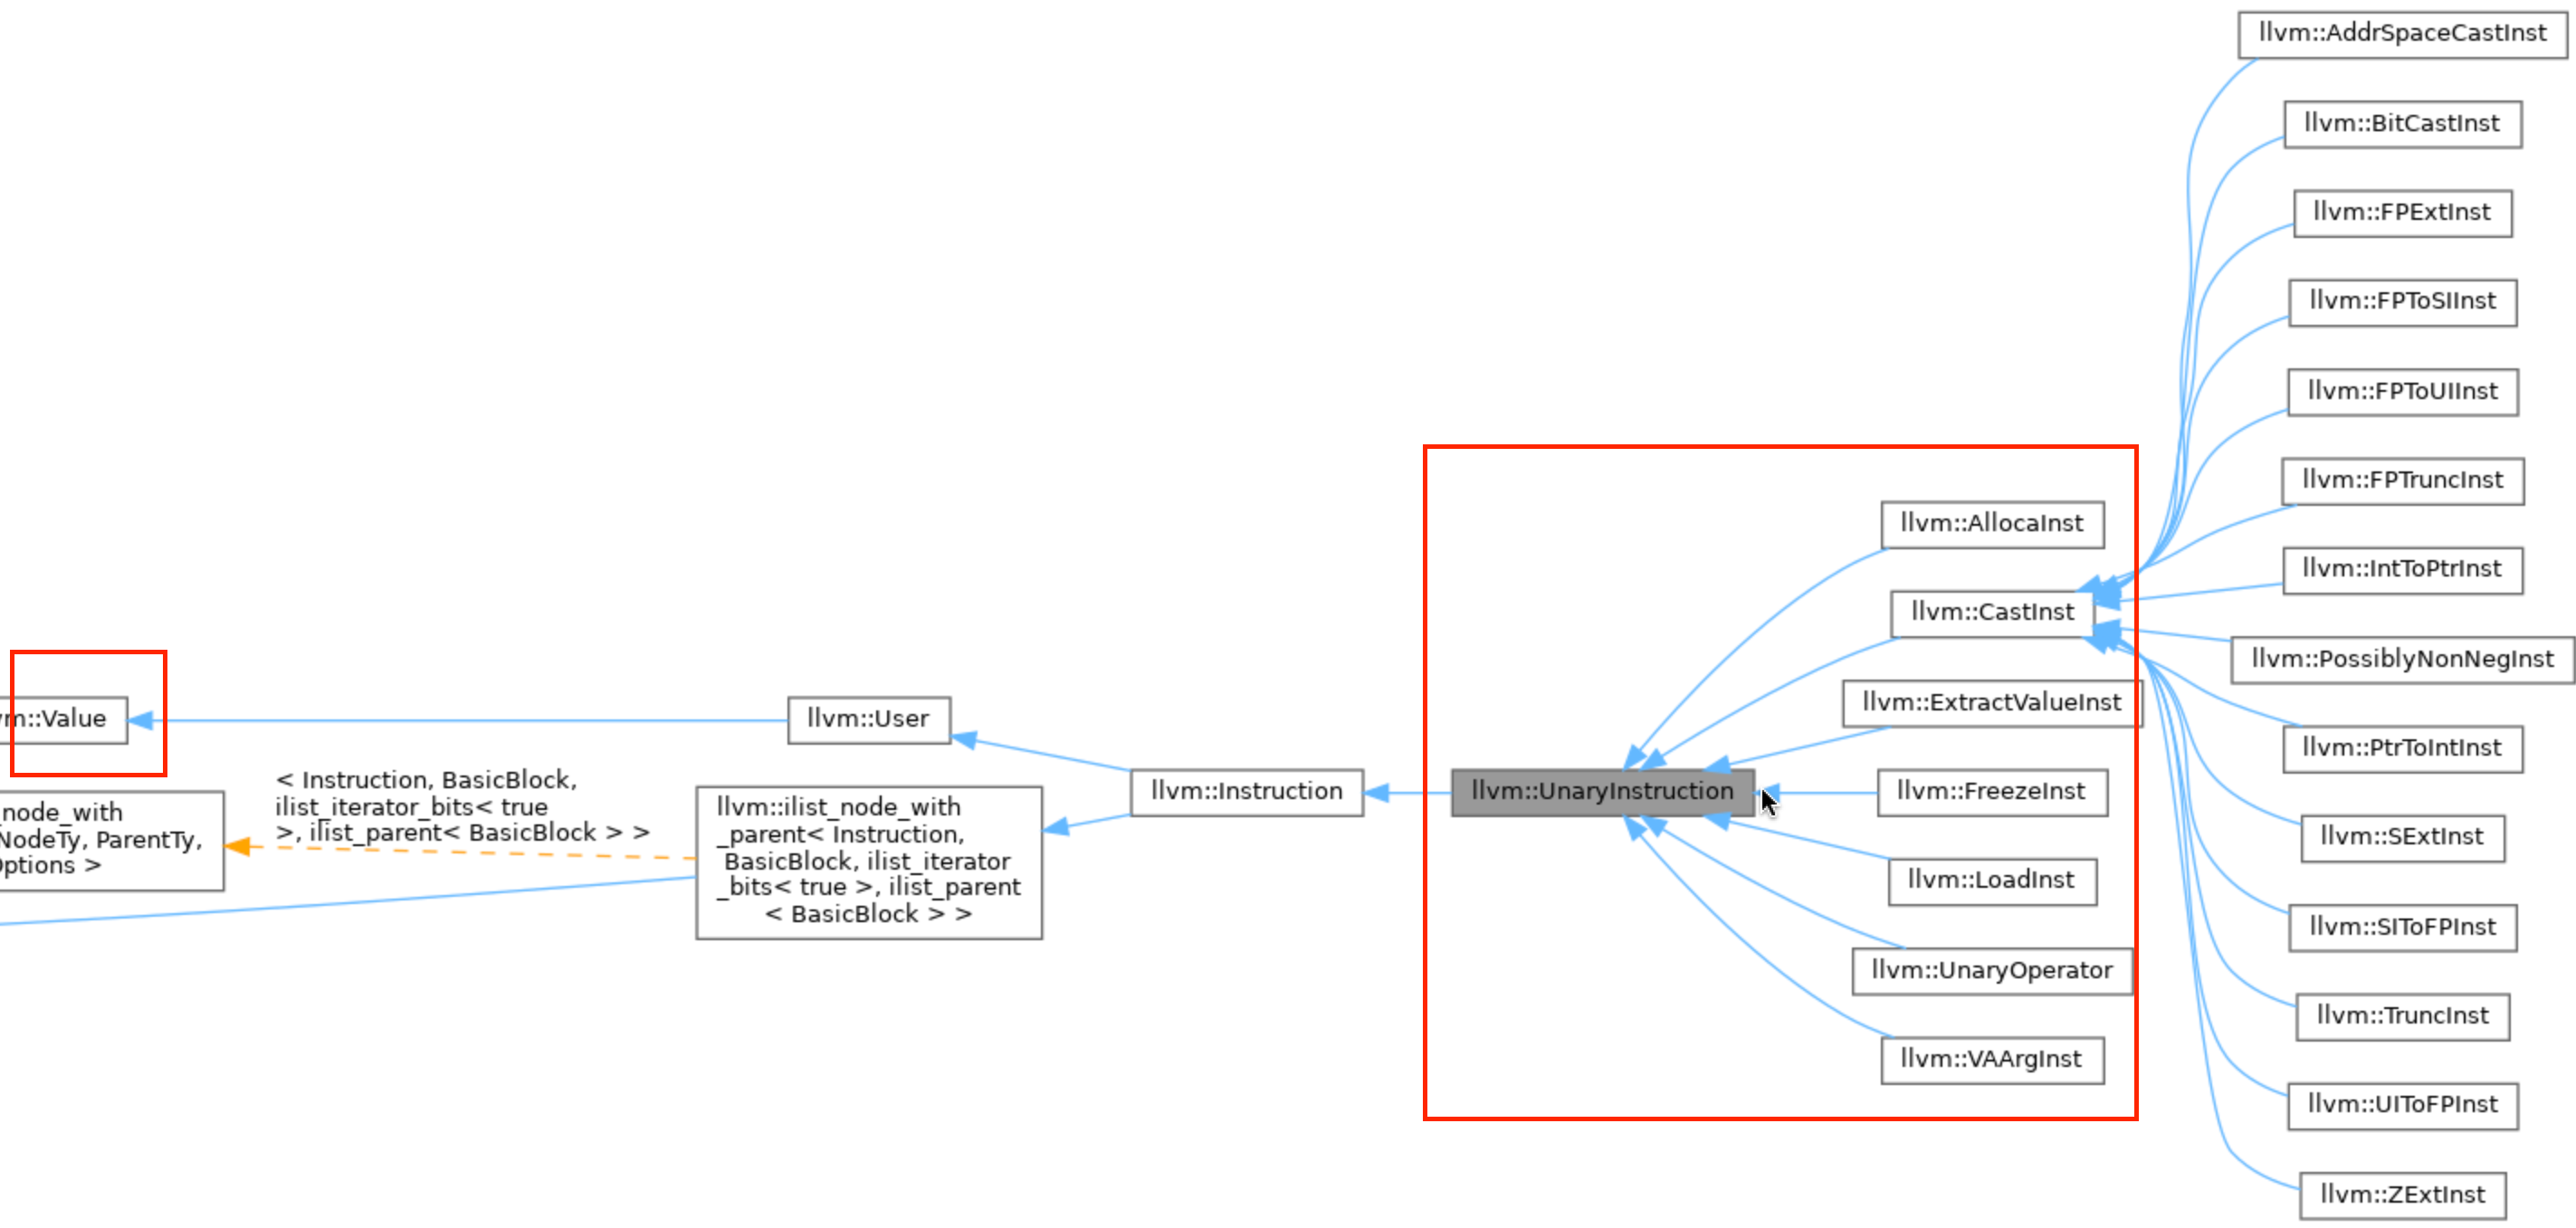 vm::Value
node_with
NodeTy, ParentTy,
Options >
< Instruction, BasicBlock,
ilist_iterator_bits< true
>, ilist_parent< BasicBlock > >
llvm::User
llvm::ilist_node_with
_parent< Instruction,
BasicBlock, ilist_iterator
_bits< true >, ilist_parent
< BasicBlock > >
llvm::Instruction
llvm::UnaryInstruction
llvm::AllocaInst
llvm::CastInst
llvm::ExtractValueInst
llvm::FreezeInst
llvm::LoadInst
llvm::UnaryOperator
llvm::VAArgInst
llvm::AddrSpaceCastInst
llvm::BitCastInst
llvm::FPExtInst
llvm::FPToSIInst
llvm::FPToUIInst
llvm::FPTruncInst
llvm::IntToPtrInst
llvm::PossiblyNonNegInst
llvm::PtrToIntInst
llvm::SExtInst
llvm::SIToFPInst
llvm::TruncInst
llvm::UIToFPInst
llvm::ZExtInst